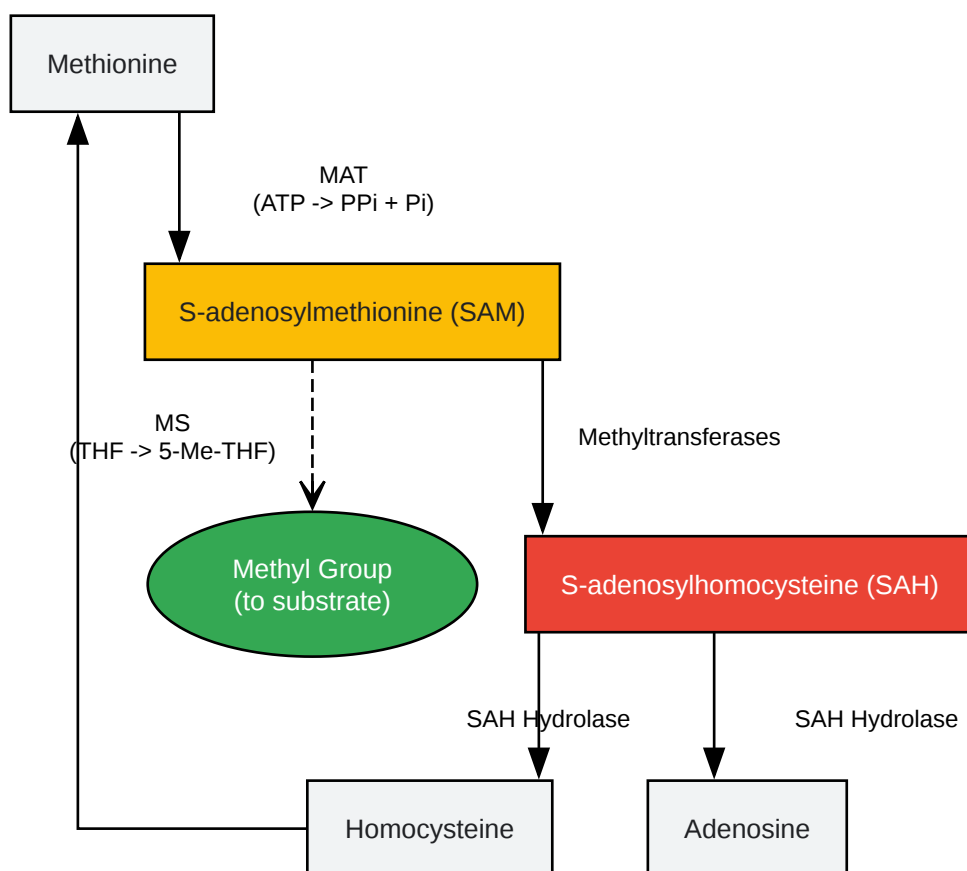 Methionine
MAT
(ATP -> PPi + Pi)
S-adenosylmethionine (SAM)
MS
(THF -> 5-Me-THF)
Methyltransferases
Methyl Group
(to substrate)
S-adenosylhomocysteine (SAH)
SAH Hydrolase
SAH Hydrolase
Homocysteine
Adenosine